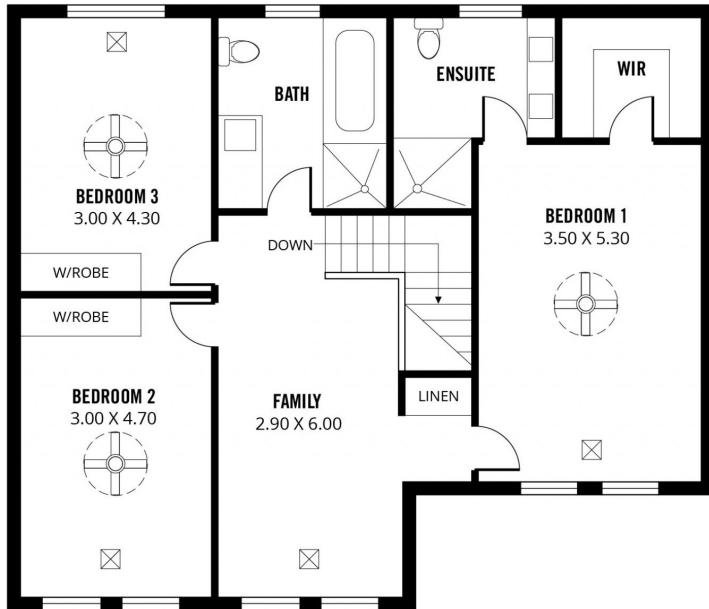 BATH
ENSUITE
WIR
BEDROOM 3
3.00 X 4.30
BEDROOM 1
3.50 X 5.30
DOWN
W/ROBE
W/ROBE
BEDROOM 2
3.00 X 4.70
FAMILY
2.90 X 6.00
LINEN